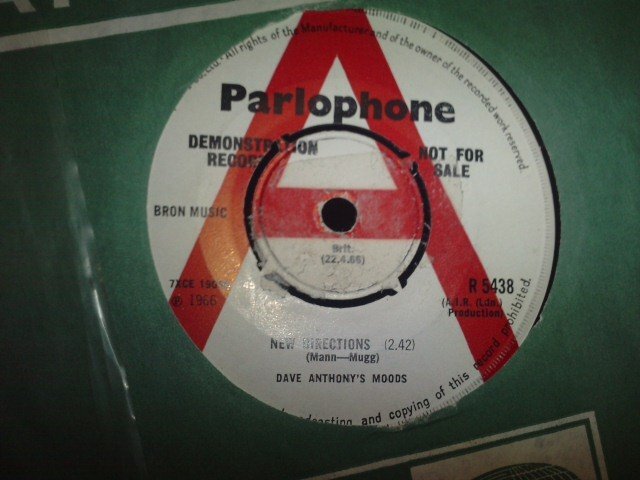 of the Manufacturer and of the owner of the recorded work reserved.
All rights
Parlophone
DEMONSTRATION
RECORD
NOT FOR
SALE
BRON MUSIC
Brit.
(22.4.66)
7XCE
℗ 1966
R 5438
(A.I.R. (Ldn.)
Production)
NEW DIRECTIONS (2.42)
(Mann—Mugg)
DAVE ANTHONY'S MOODS
broadcasting and copying of this record prohibited.